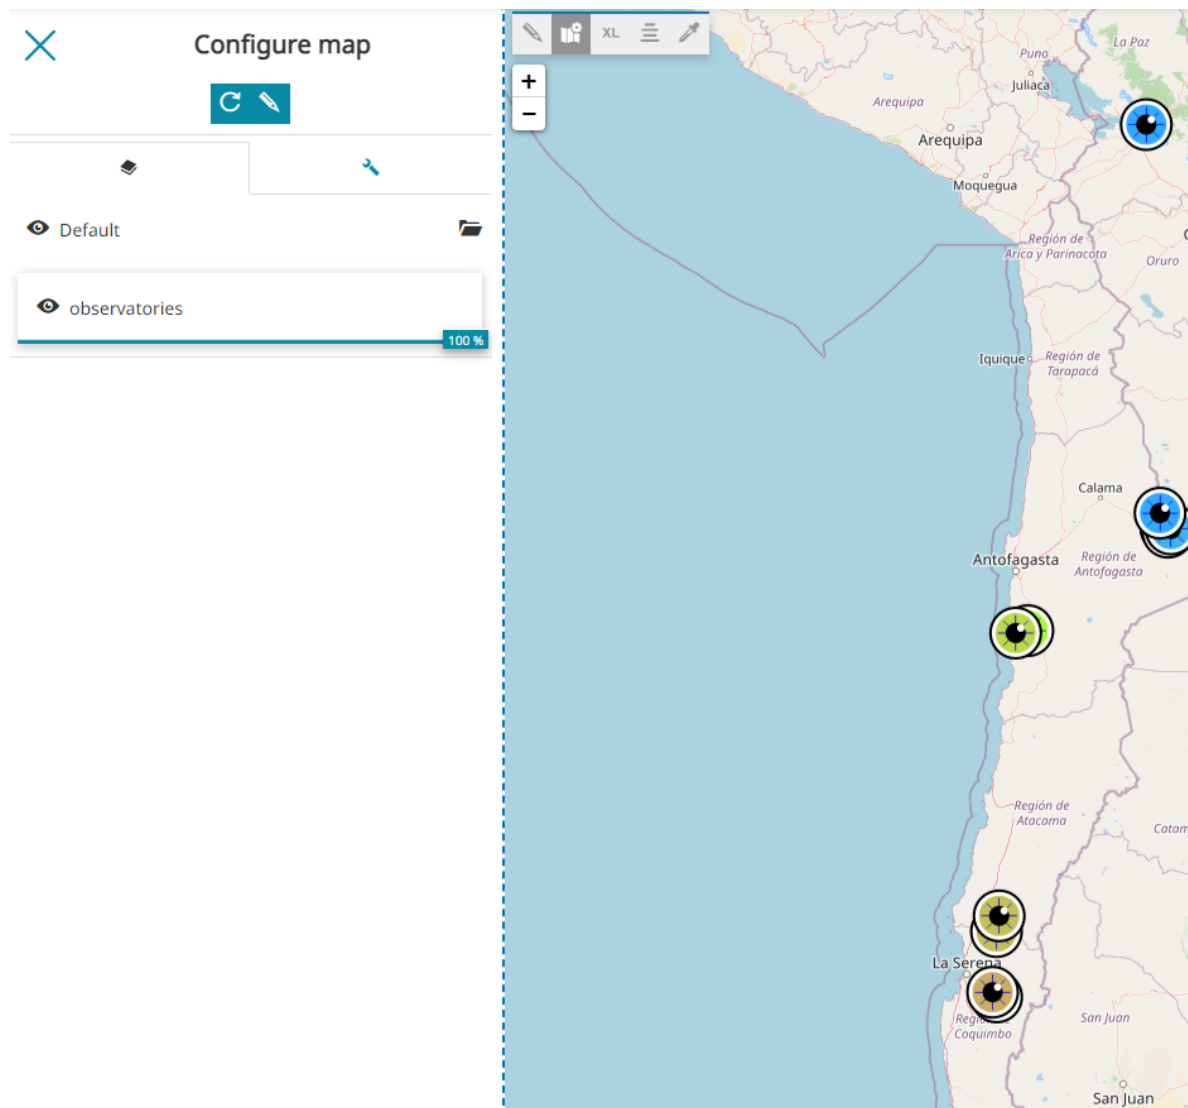 Configure map
Default
observatories
100 %
XL
+
−
La Paz
Puno
Juliaca
Arequipa
Arequipa
Moquegua
Región de
Arica y Parinacota
Oruro
Iquique
Región de
Tarapacá
Calama
Antofagasta
Región de
Antofagasta
Región de
Atacama
Catam
La Serena
Región de
Coquimbo
San Juan
San Juan